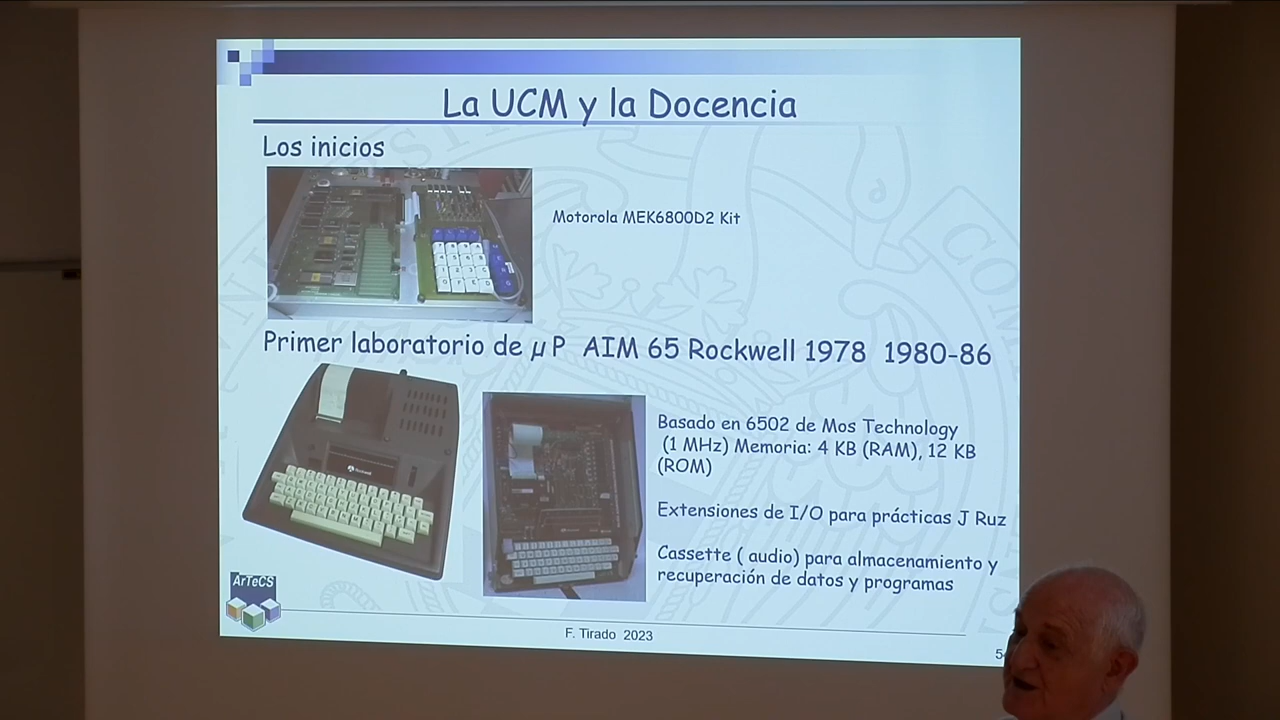 La UCM y la Docencia
Los inicios
Motorola MEK6800D2 Kit
Primer laboratorio de µP AIM 65 Rockwell 1978 1980-86
Rockwell
Basado en 6502 de Mos Technology
(1 MHz) Memoria: 4 KB (RAM), 12 KB
(ROM)
Extensiones de I/O para prácticas J Ruz
Cassette ( audio) para almacenamiento y
recuperación de datos y programas
ArTeCS
F. Tirado 2023